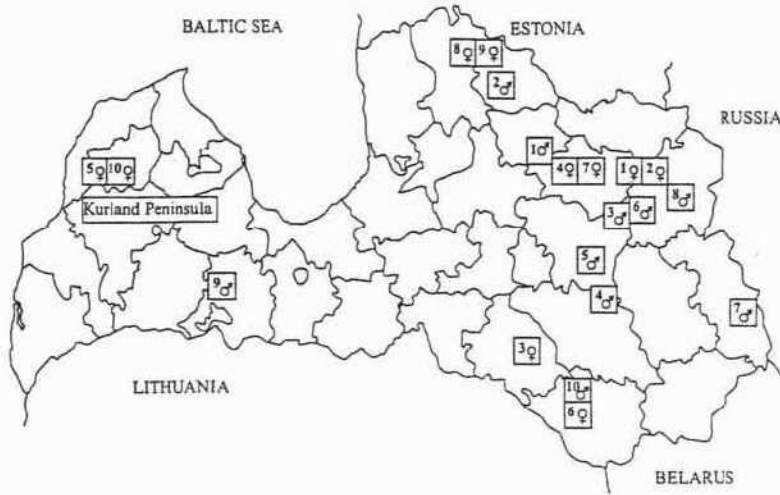 BALTIC SEA
ESTONIA
8♀ 9♀
2♂
RUSSIA
1♂
5♀ 10♀
4♀ 7♀
1♀ 2♀
8♂
Kurland Peninsula
3♂ 6♂
5♂
9♂
4♂
7♂
3♀
LITHUANIA
10♂
6♀
BELARUS